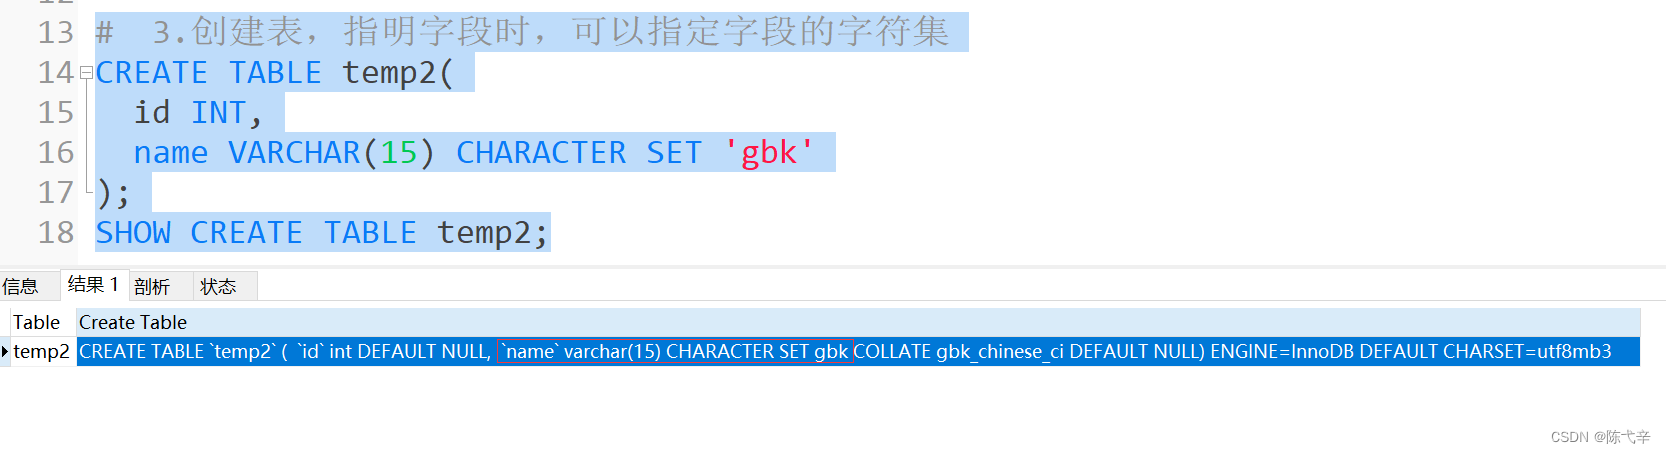 13 # 3.创建表，指明字段时，可以指定字段的字符集
14 CREATE TABLE temp2(
15 id INT,
16 name VARCHAR(15) CHARACTER SET 'gbk'
17 );
18 SHOW CREATE TABLE temp2;
信息 结果 1 剖析 状态
Table Create Table
temp2 CREATE TABLE `temp2` ( `id` int DEFAULT NULL, `name` varchar(15) CHARACTER SET gbk COLLATE gbk_chinese_ci DEFAULT NULL) ENGINE=InnoDB DEFAULT CHARSET=utf8mb3
CSDN @陈弋辛